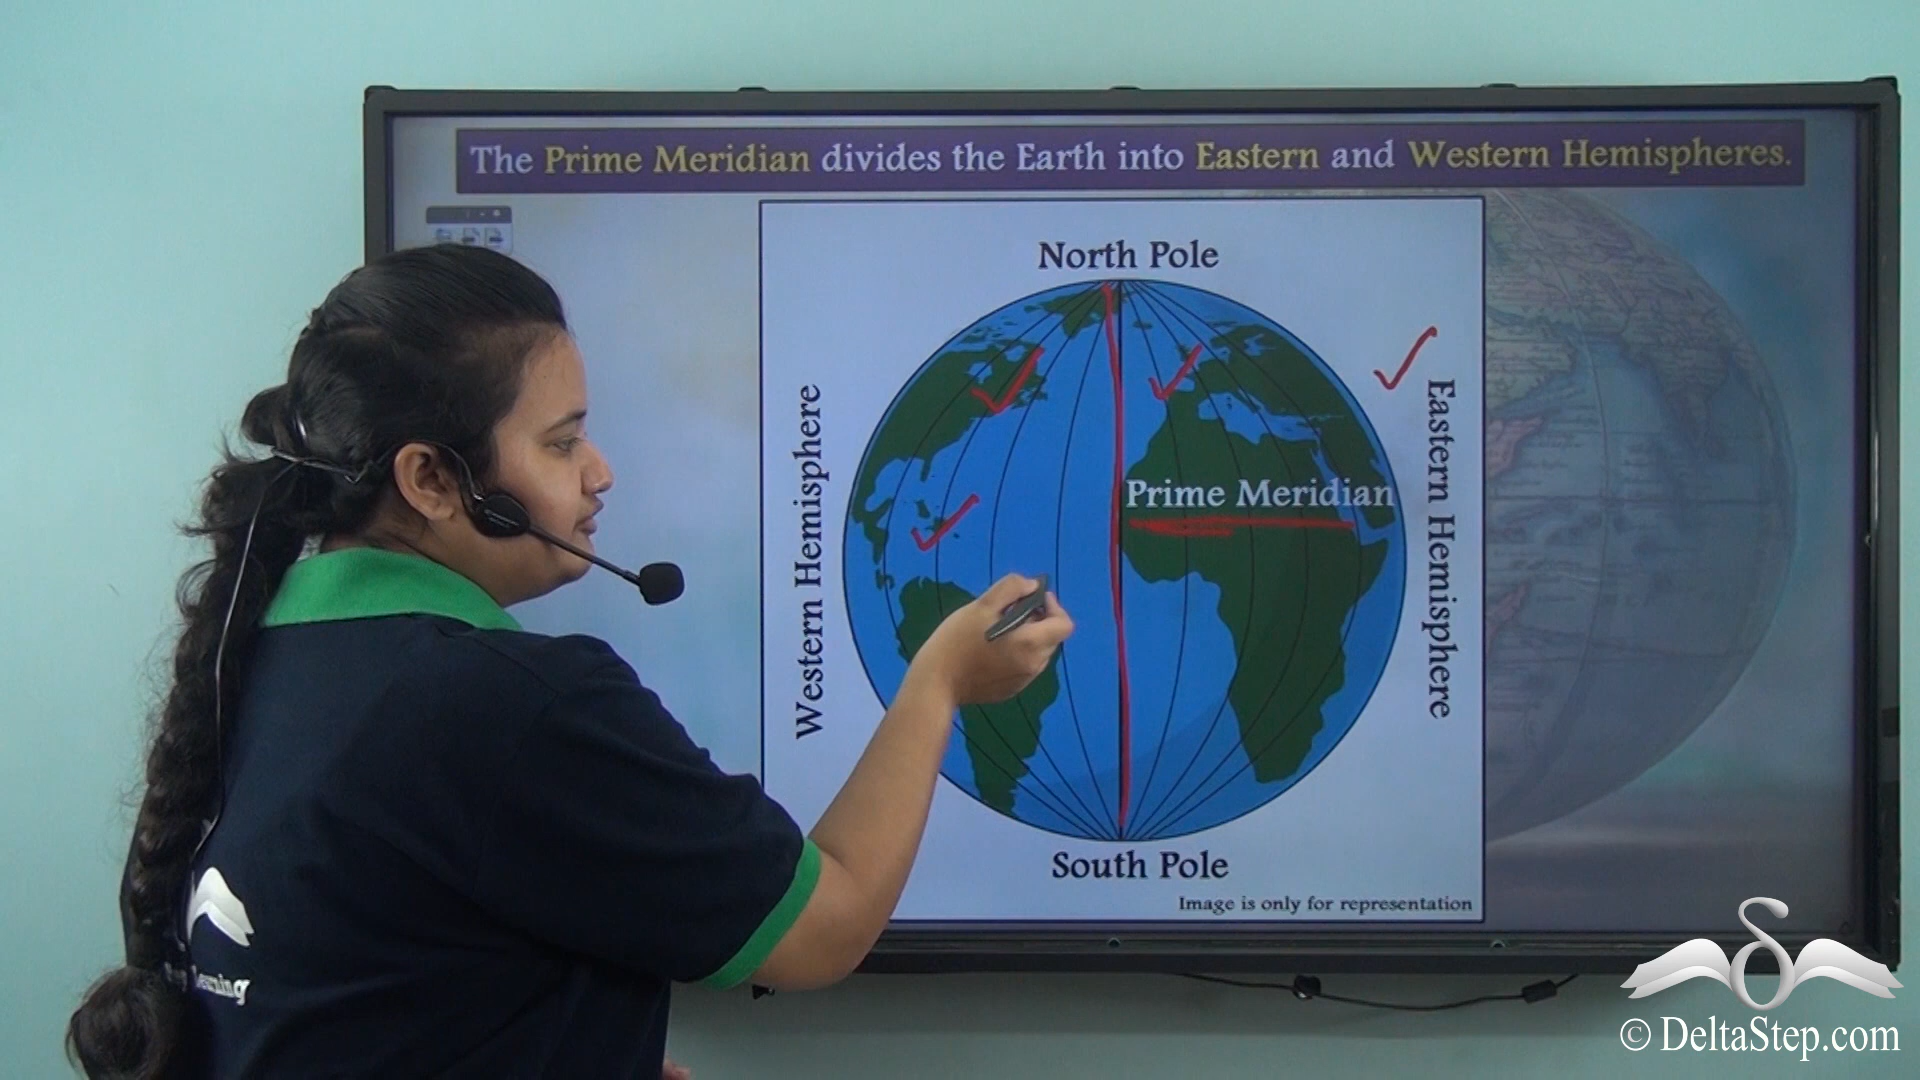 The Prime Meridian divides the Earth into Eastern and Western Hemispheres.
North Pole
Western Hemisphere
Prime Meridian
Eastern Hemisphere
South Pole
Image is only for representation
© DeltaStep.com